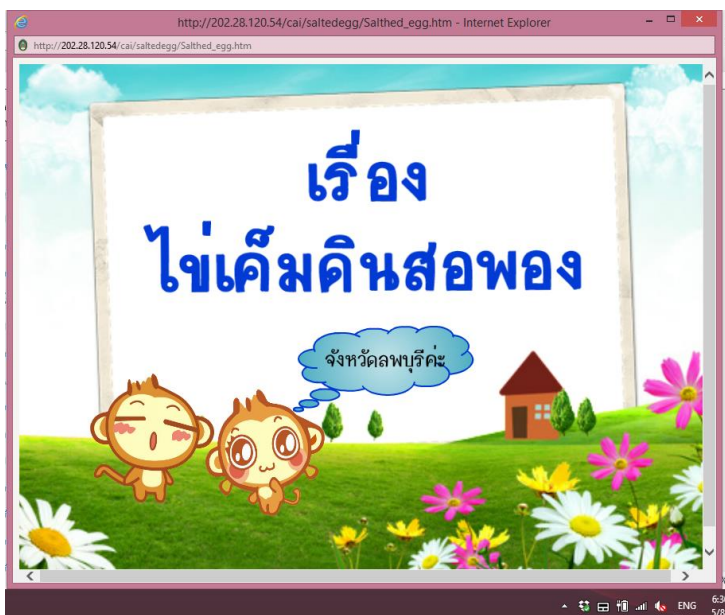 http://202.28.120.54/cai/saltedegg/Salthed_egg.htm - Internet Explorer
http://202.28.120.54/cai/saltedegg/Salthed_egg.htm
เรื่อง
ไข่เค็มดินสอพอง
จังหวัดลพบุรีค่ะ
ENG